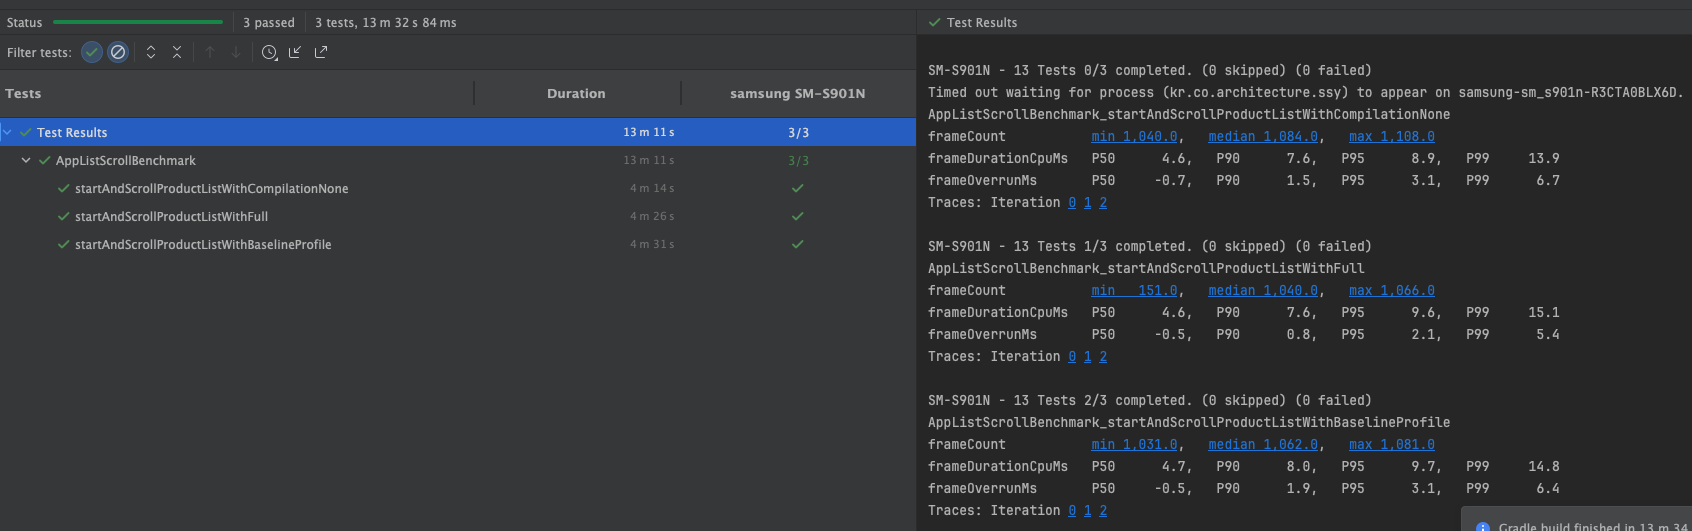 Status
3 passed
3 tests, 13 m 32 s 84 ms
Filter tests:
Tests Duration samsung SM-S901N
Test Results 13 m 11 s 3/3
AppListScrollBenchmark 13 m 11 s 3/3
startAndScrollProductListWithCompilationNone 4 m 14 s
startAndScrollProductListWithFull 4 m 26 s
startAndScrollProductListWithBaselineProfile 4 m 31 s
Test Results
SM-S901N - 13 Tests 0/3 completed. (0 skipped) (0 failed)
Timed out waiting for process (kr.co.architecture.ssy) to appear on samsung-sm_s901n-R3CTA0BLX6D.
AppListScrollBenchmark_startAndScrollProductListWithCompilationNone
frameCount min 1,040.0, median 1,084.0, max 1,108.0
frameDurationCpuMs P50 4.6, P90 7.6, P95 8.9, P99 13.9
frameOverrunMs P50 -0.7, P90 1.5, P95 3.1, P99 6.7
Traces: Iteration 0 1 2
SM-S901N - 13 Tests 1/3 completed. (0 skipped) (0 failed)
AppListScrollBenchmark_startAndScrollProductListWithFull
frameCount min 151.0, median 1,040.0, max 1,066.0
frameDurationCpuMs P50 4.6, P90 7.6, P95 9.6, P99 15.1
frameOverrunMs P50 -0.5, P90 0.8, P95 2.1, P99 5.4
Traces: Iteration 0 1 2
SM-S901N - 13 Tests 2/3 completed. (0 skipped) (0 failed)
AppListScrollBenchmark_startAndScrollProductListWithBaselineProfile
frameCount min 1,031.0, median 1,062.0, max 1,081.0
frameDurationCpuMs P50 4.7, P90 8.0, P95 9.7, P99 14.8
frameOverrunMs P50 -0.5, P90 1.9, P95 3.1, P99 6.4
Traces: Iteration 0 1 2
Gradle build finished in 13 m 34